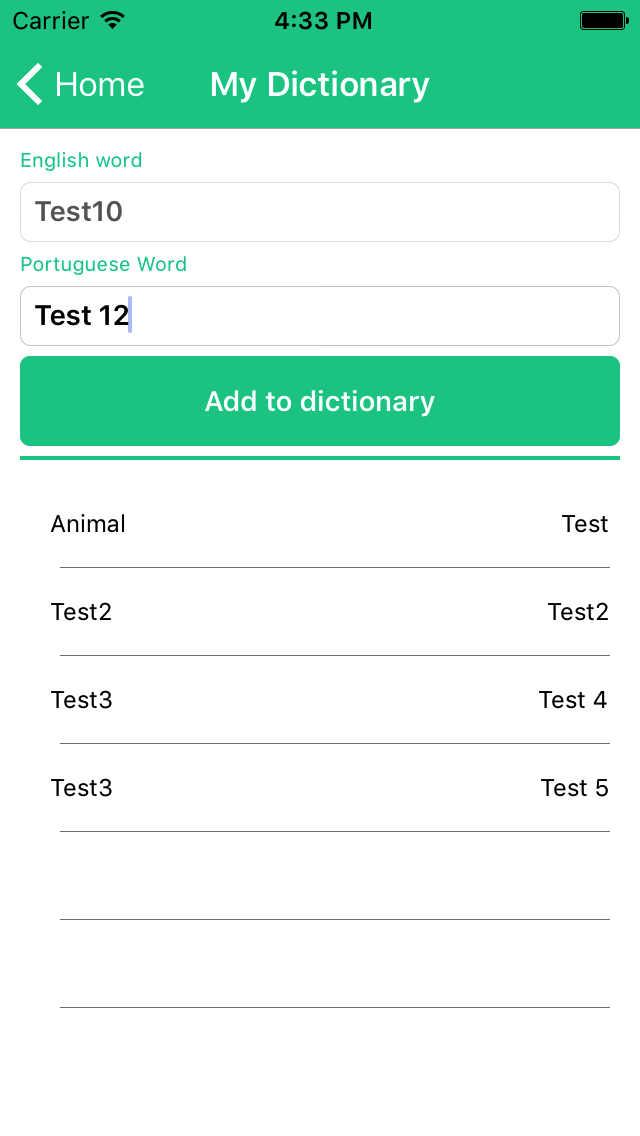 Carrier 4:33 PM
Home My Dictionary
English word
Test10
Portuguese Word
Test 12
Add to dictionary
Animal Test
Test2 Test2
Test3 Test 4
Test3 Test 5